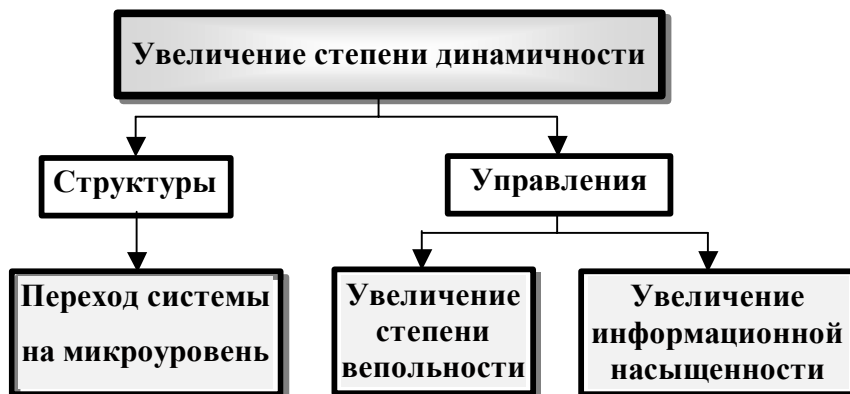 Увеличение степени динамичности
Структуры
Управления
Переход системы
на микроуровень
Увеличение
степени
вепольности
Увеличение
информационной
насыщенности